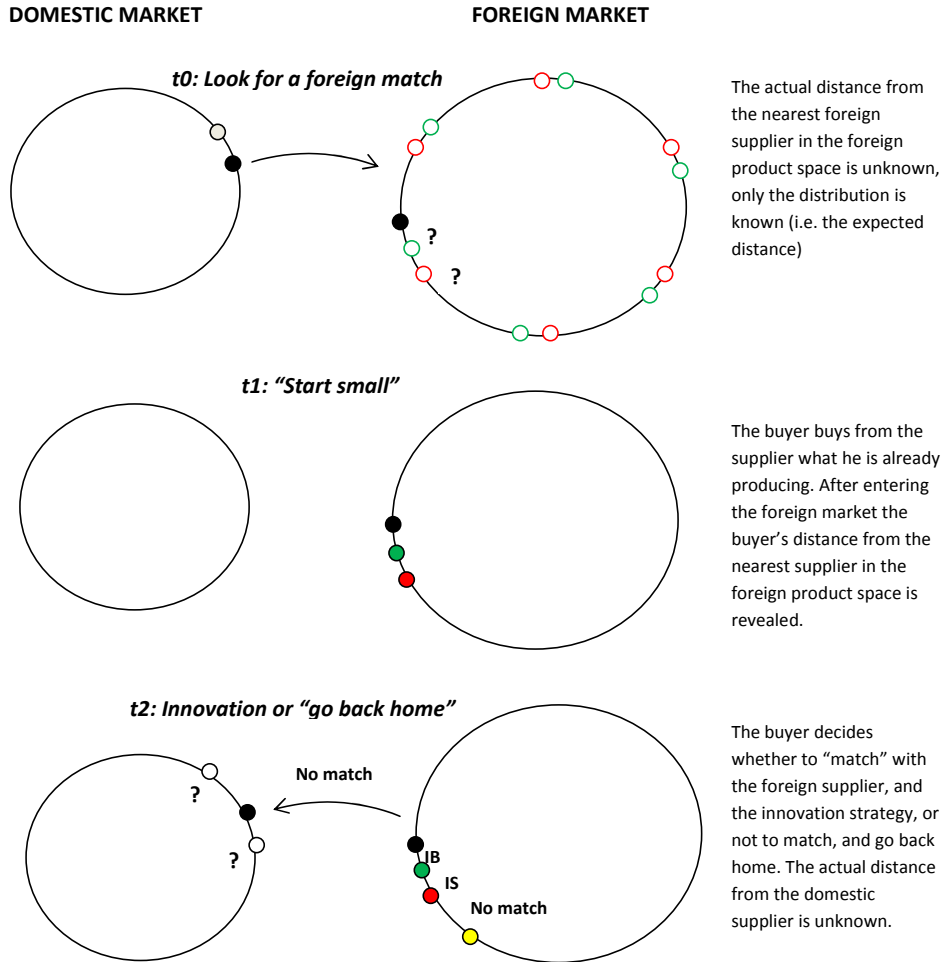 DOMESTIC MARKET
FOREIGN MARKET
t0: Look for a foreign match
The actual distance from
the nearest foreign
supplier in the foreign
product space is unknown,
only the distribution is
known (i.e. the expected
distance)
?
?
t1: “Start small”
The buyer buys from the
supplier what he is already
producing. After entering
the foreign market the
buyer’s distance from the
nearest supplier in the
foreign product space is
revealed.
t2: Innovation or “go back home”
No match
?
?
IB
IS
No match
The buyer decides
whether to “match” with
the foreign supplier, and
the innovation strategy, or
not to match, and go back
home. The actual distance
from the domestic
supplier is unknown.